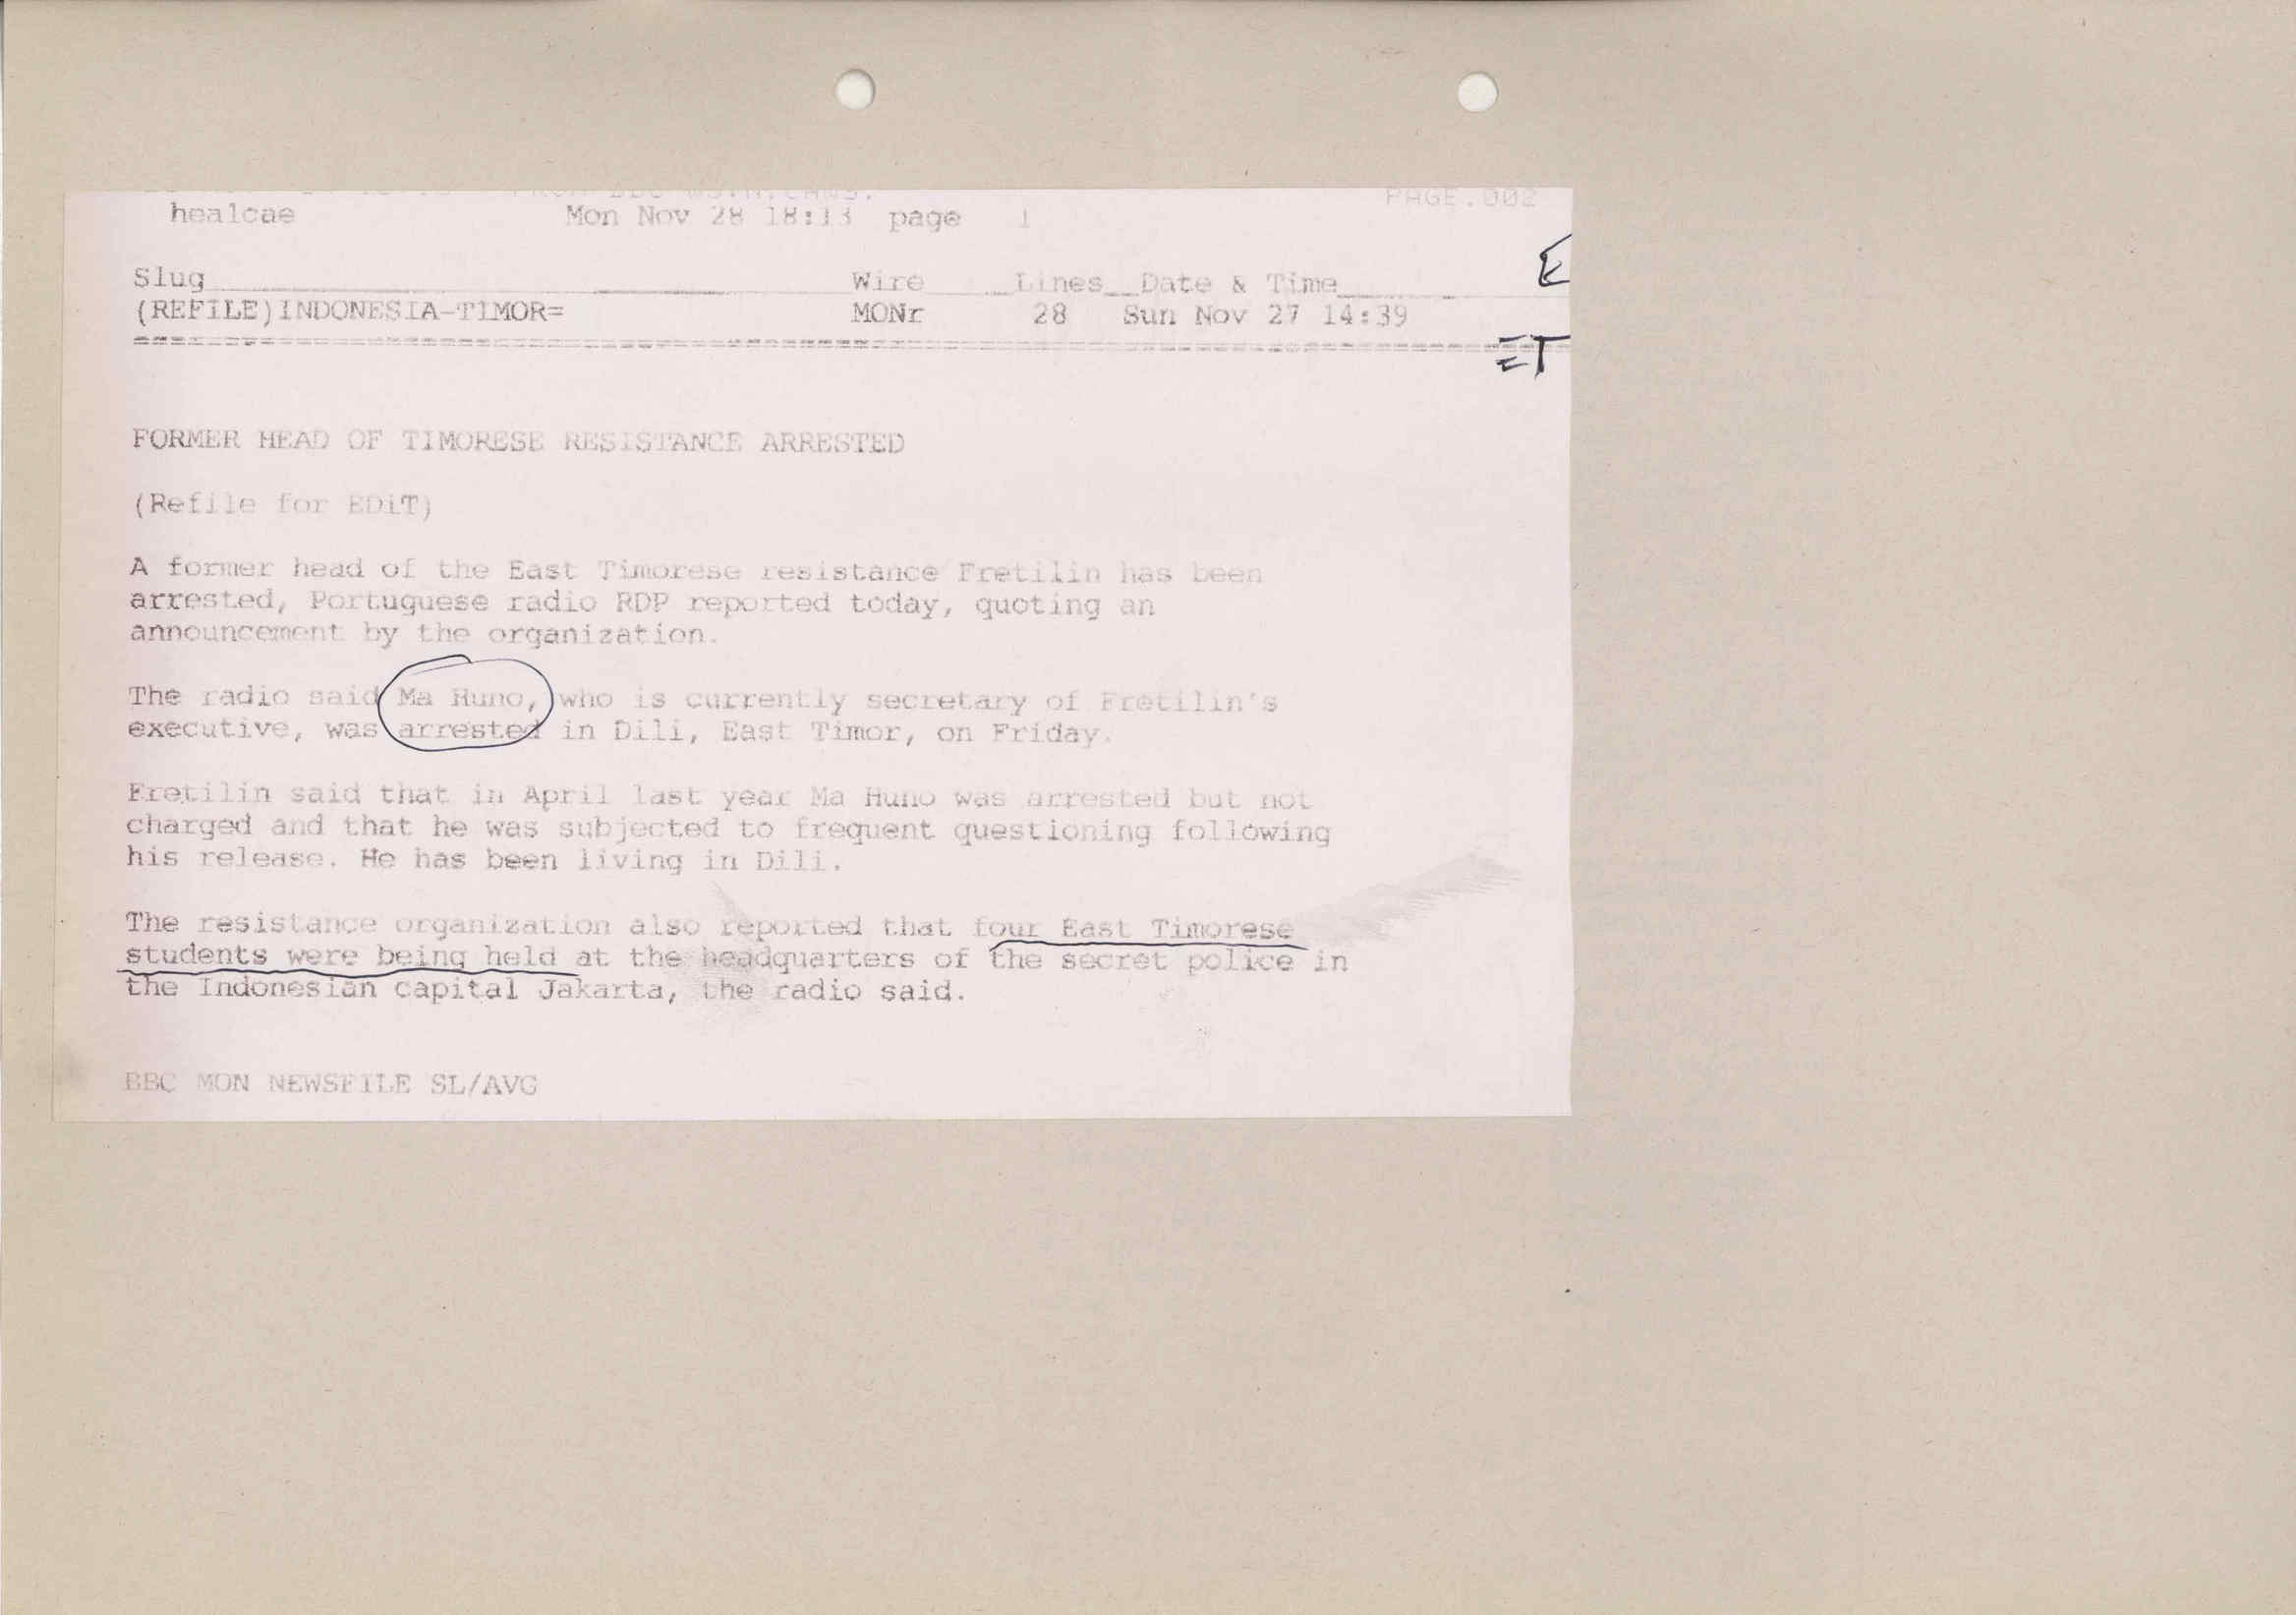 FROM BBC PAGE.002
healcae Mon Nov 28 18:13 page 1
E
Slug Wire Lines Date & Time
(REFILE)INDONESIA-TIMOR= MONr 28 Sun Nov 27 14:39
ET
FORMER HEAD OF TIMORESE RESISTANCE ARRESTED
(Refile for EDiT)
A former head of the East Timorese resistance Fretilin has been
arrested, Portuguese radio RDP reported today, quoting an
announcement by the organization.
The radio said Ma Huno, who is currently secretary of Fretilin's
executive, was arrested in Dili, East Timor, on Friday.
Fretilin said that in April last year Ma Huno was arrested but not
charged and that he was subjected to frequent questioning following
his release. He has been living in Dili.
The resistance organization also reported that four East Timorese
students were being held at the headquarters of the secret police in
the Indonesian capital Jakarta, the radio said.
BBC MON NEWSFILE SL/AVG